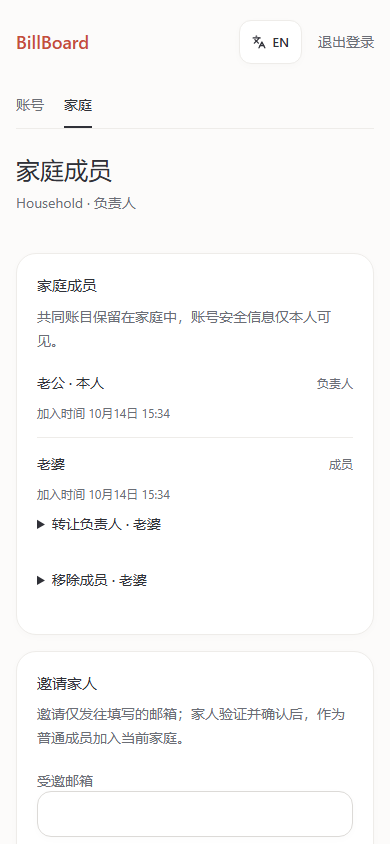 BillBoard
EN
退出登录
账号
家庭
家庭成员
Household · 负责人
家庭成员
共同账目保留在家庭中，账号安全信息仅本人可
见。
老公 · 本人
负责人
加入时间 10月14日 15:34
老婆
成员
加入时间 10月14日 15:34
转让负责人 · 老婆
移除成员 · 老婆
邀请家人
邀请仅发往填写的邮箱；家人验证并确认后，作为
普通成员加入当前家庭。
受邀邮箱